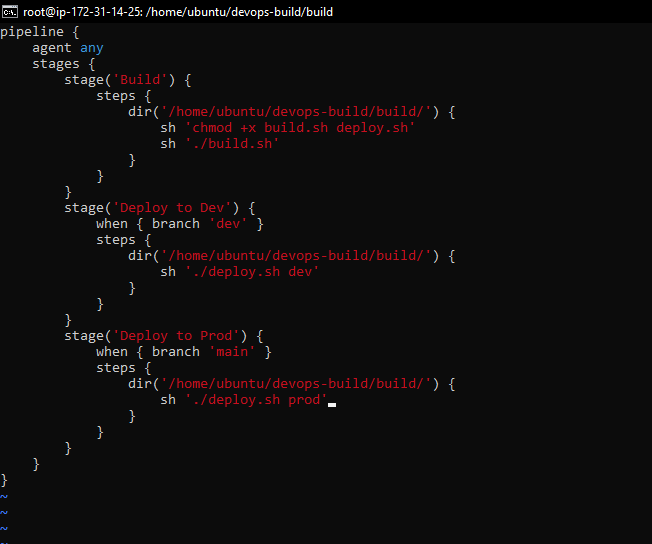 root@ip-172-31-14-25: /home/ubuntu/devops-build/build
pipeline {
    agent any
    stages {
        stage('Build') {
            steps {
                dir('/home/ubuntu/devops-build/build/') {
                    sh 'chmod +x build.sh deploy.sh'
                    sh './build.sh'
                }
            }
        }
        stage('Deploy to Dev') {
            when { branch 'dev' }
            steps {
                dir('/home/ubuntu/devops-build/build/') {
                    sh './deploy.sh dev'
                }
            }
        }
        stage('Deploy to Prod') {
            when { branch 'main' }
            steps {
                dir('/home/ubuntu/devops-build/build/') {
                    sh './deploy.sh prod'
                }
            }
        }
    }
}
~
~
~
~